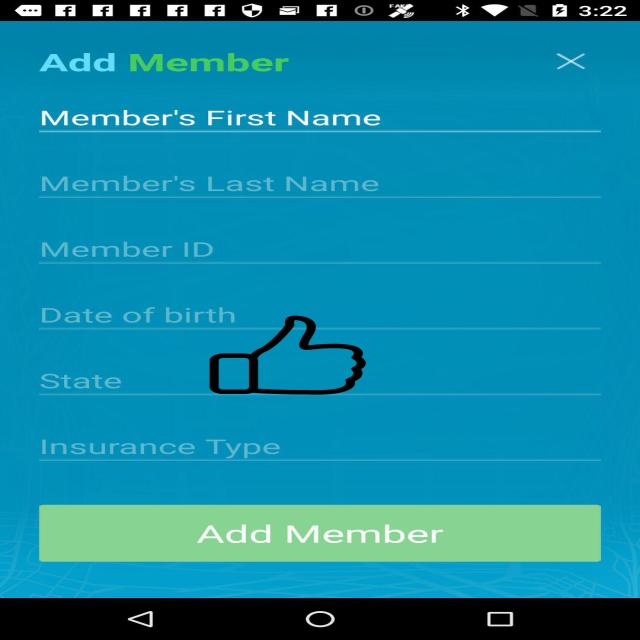 3:22
Add Member
Member's First Name
Member's Last Name
Member ID
Date of birth
State
Insurance Type
Add Member